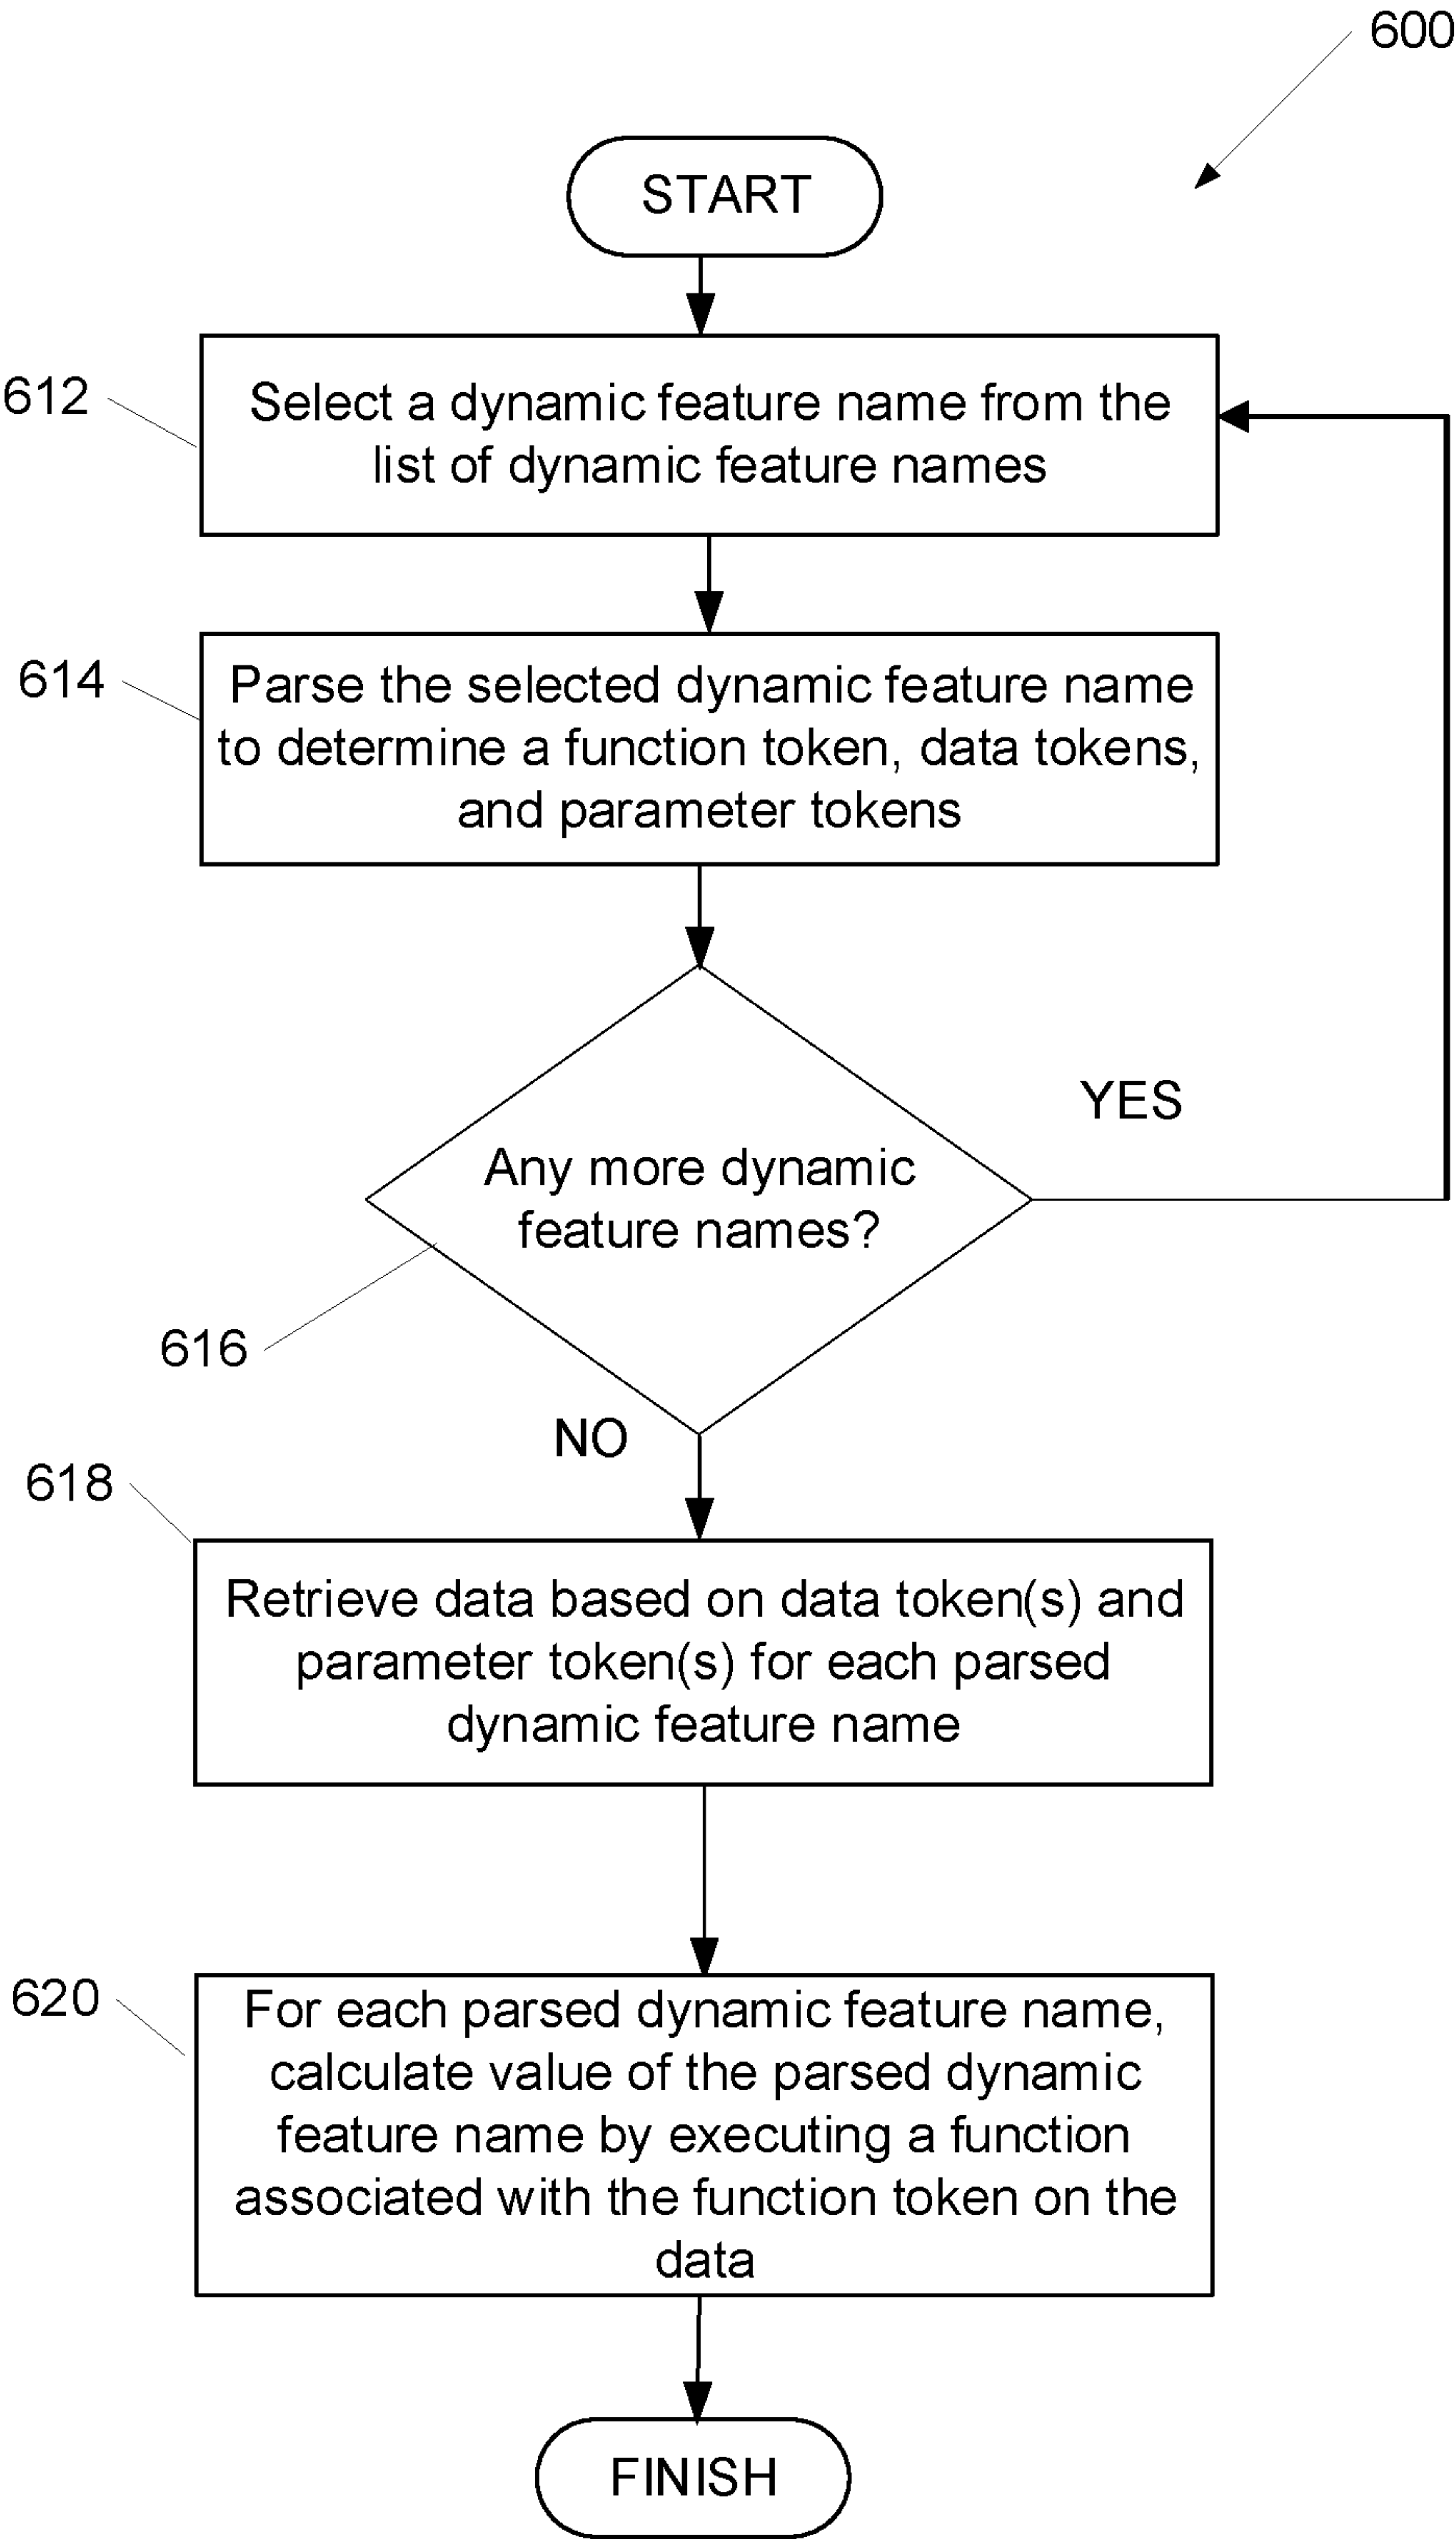 600
START
612
Select a dynamic feature name from the
list of dynamic feature names
614
Parse the selected dynamic feature name
to determine a function token, data tokens,
and parameter tokens
YES
Any more dynamic
feature names?
616
NO
618
Retrieve data based on data token(s) and
parameter token(s) for each parsed
dynamic feature name
620
For each parsed dynamic feature name,
calculate value of the parsed dynamic
feature name by executing a function
associated with the function token on the
data
FINISH